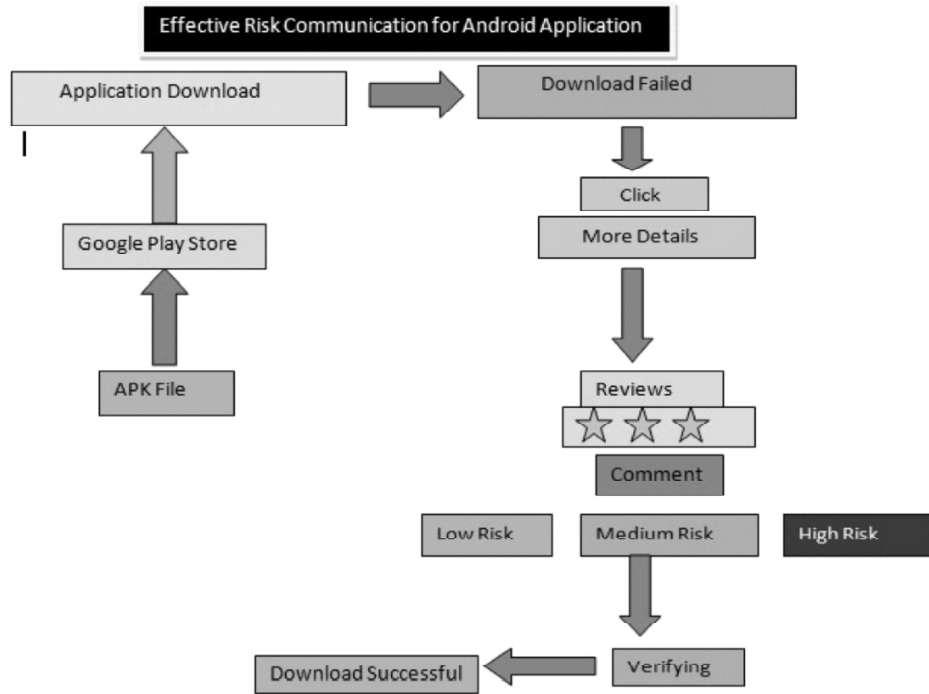 Effective Risk Communication for Android Application
Application Download
Download Failed
Click
More Details
Google Play Store
APK File
Reviews
Comment
Low Risk
Medium Risk
High Risk
Verifying
Download Successful